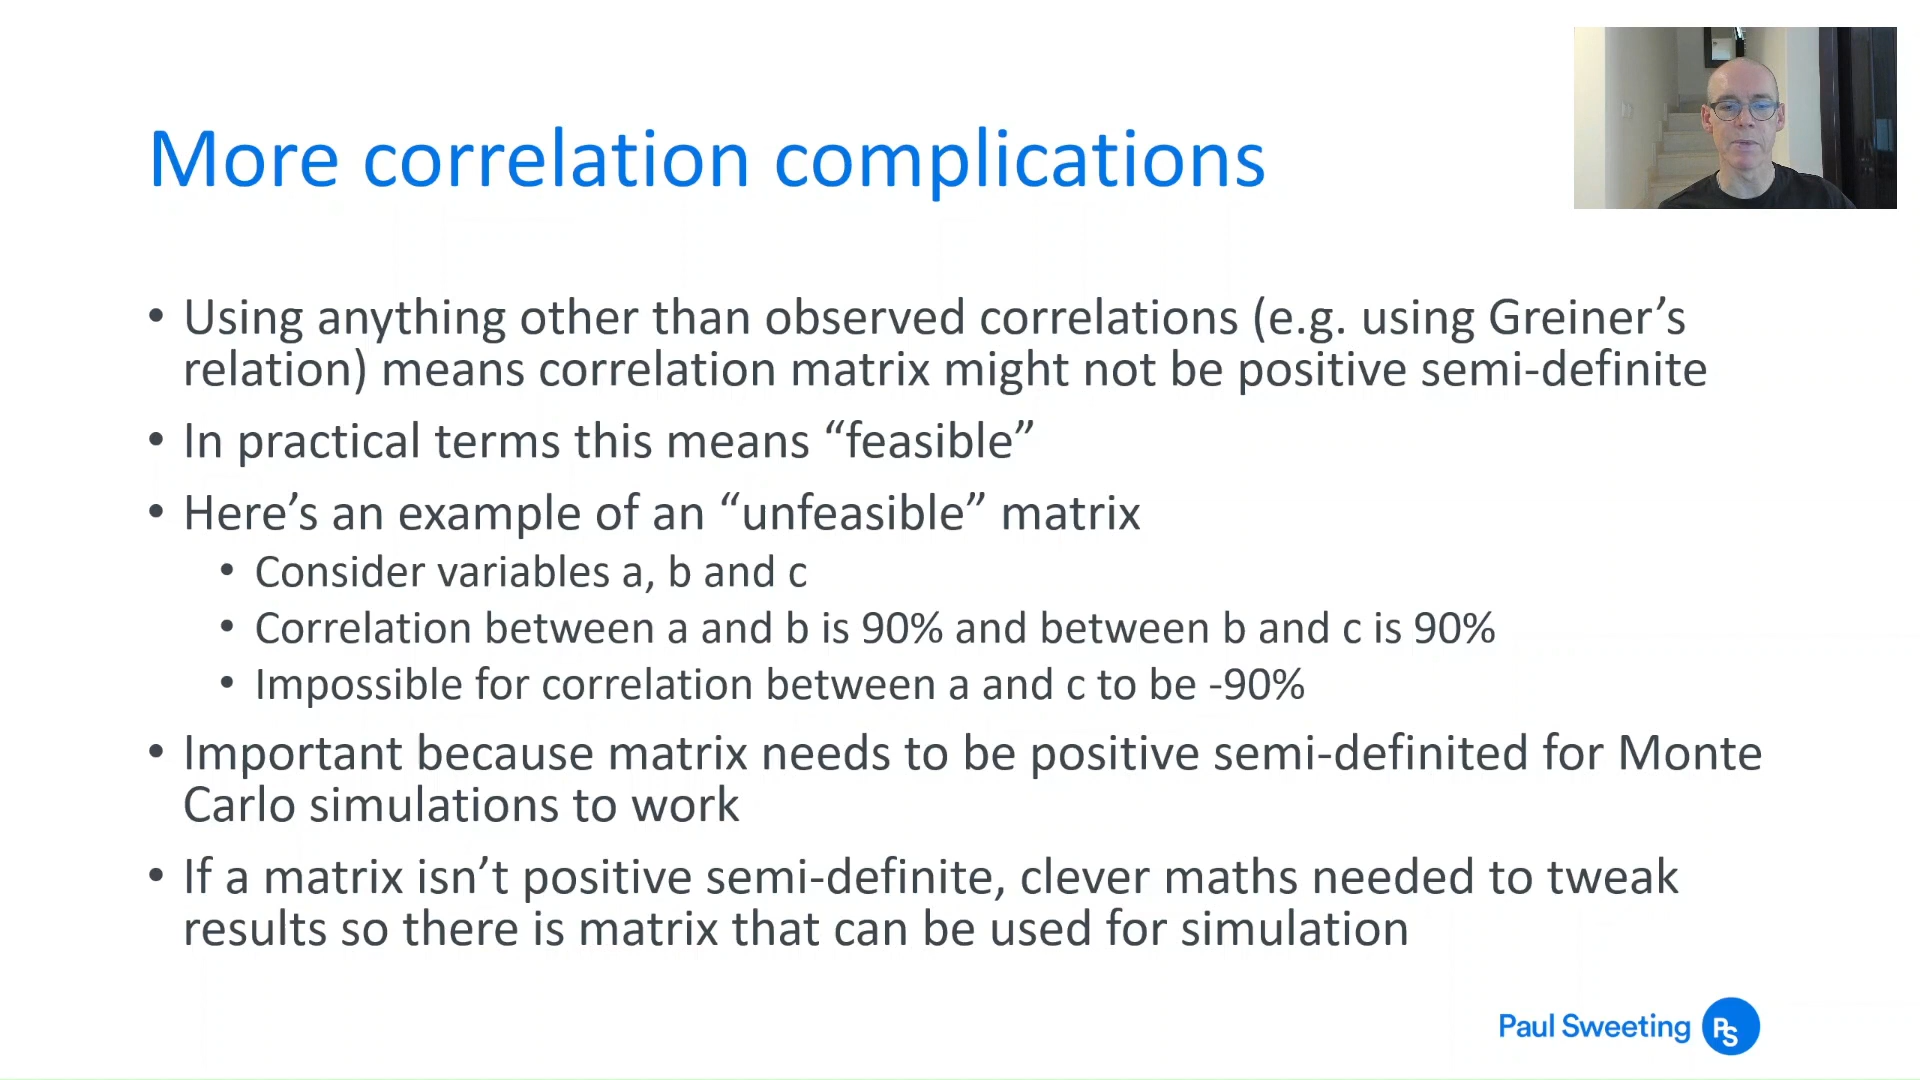 More correlation complications
• Using anything other than observed correlations (e.g. using Greiner’s
relation) means correlation matrix might not be positive semi-definite
• In practical terms this means “feasible”
• Here’s an example of an “unfeasible” matrix
• Consider variables a, b and c
• Correlation between a and b is 90% and between b and c is 90%
• Impossible for correlation between a and c to be -90%
• Important because matrix needs to be positive semi-definited for Monte
Carlo simulations to work
• If a matrix isn’t positive semi-definite, clever maths needed to tweak
results so there is matrix that can be used for simulation
Paul Sweeting PS